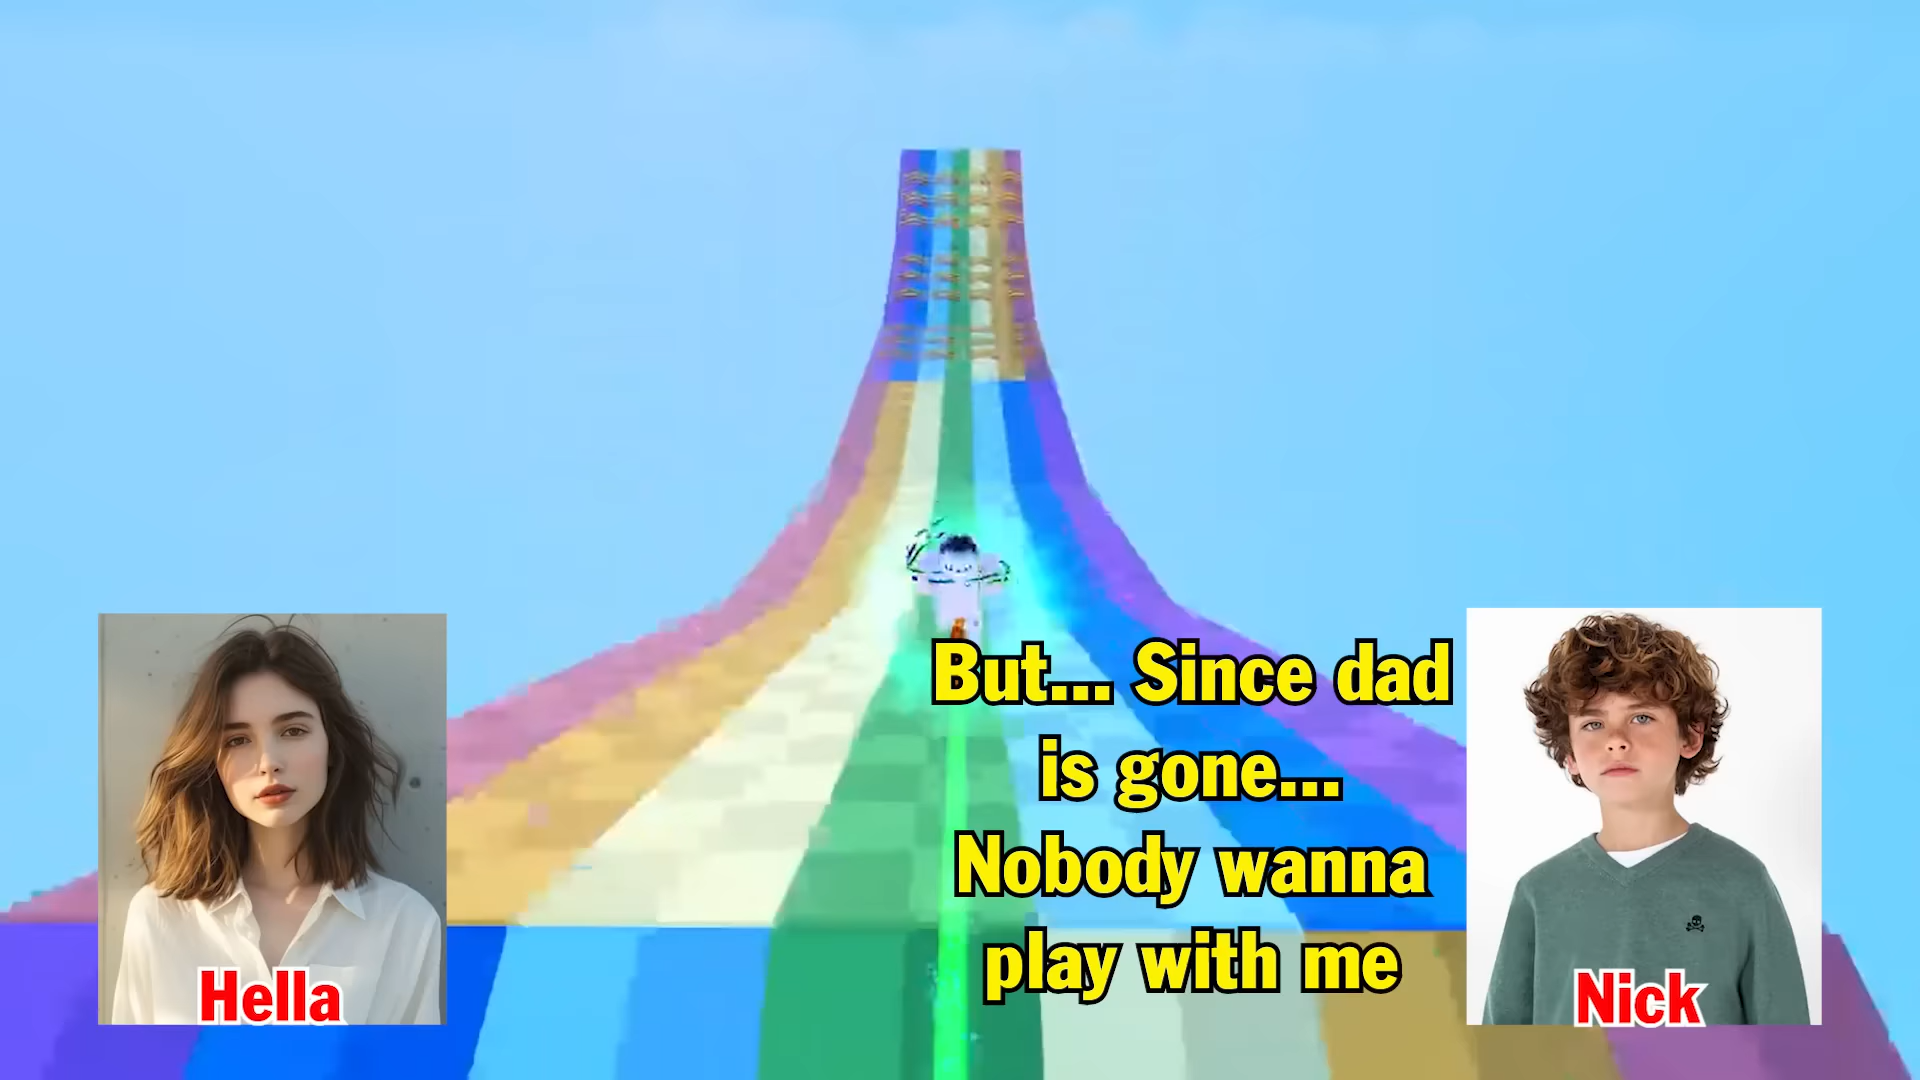 But... Since dad
is gone...
Nobody wanna
play with me
Hella
Nick